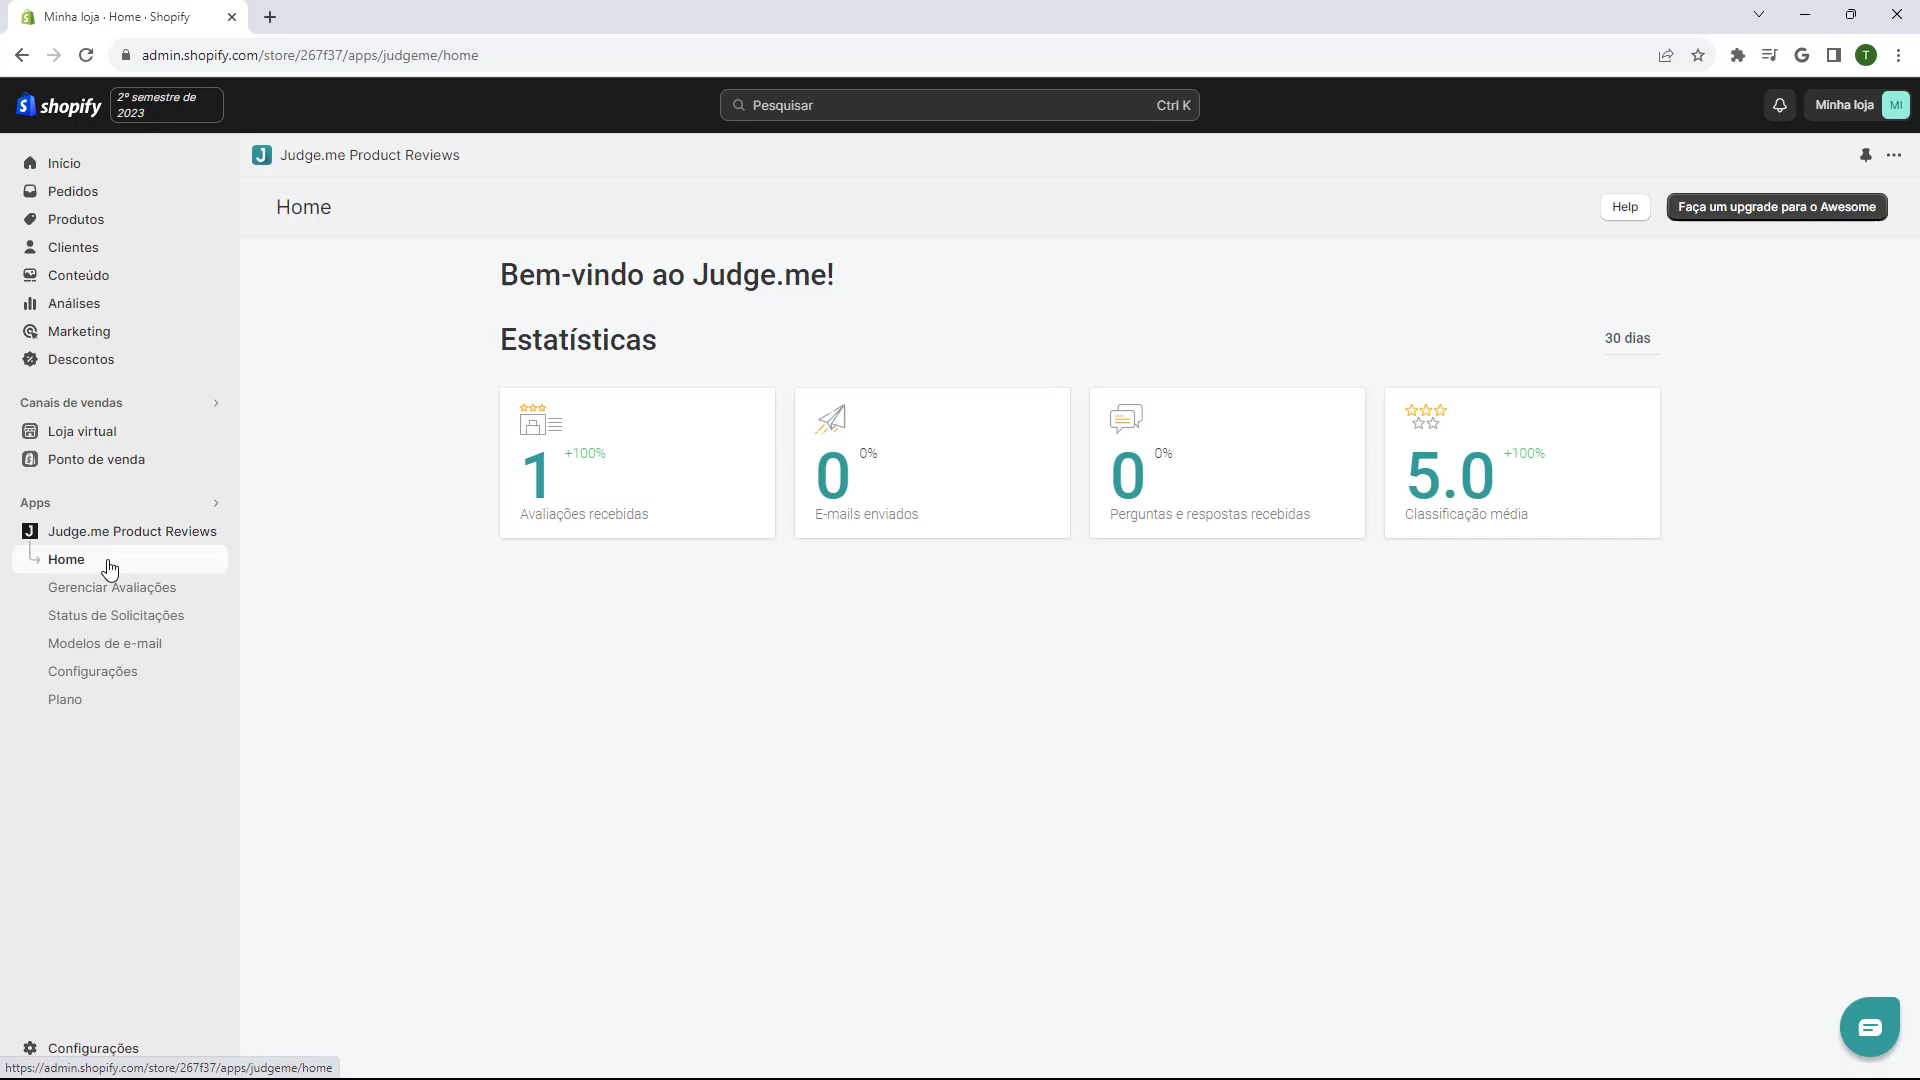 Minha loja · Home · Shopify
admin.shopify.com/store/267f37/apps/judgeme/home
T
shopify
2º semestre de
2023
Pesquisar
Ctrl K
Minha loja
MI
Início
Pedidos
Produtos
Clientes
Conteúdo
Análises
Marketing
Descontos
Canais de vendas
Loja virtual
Ponto de venda
Apps
Judge.me Product Reviews
Home
Gerenciar Avaliações
Status de Solicitações
Modelos de e-mail
Configurações
Plano
Configurações
https://admin.shopify.com/store/267f37/apps/judgeme/home
Judge.me Product Reviews
Home
Help
Faça um upgrade para o Awesome
Bem-vindo ao Judge.me!
Estatísticas
30 dias
1 +100%
Avaliações recebidas
0 0%
E-mails enviados
0 0%
Perguntas e respostas recebidas
5.0 +100%
Classificação média